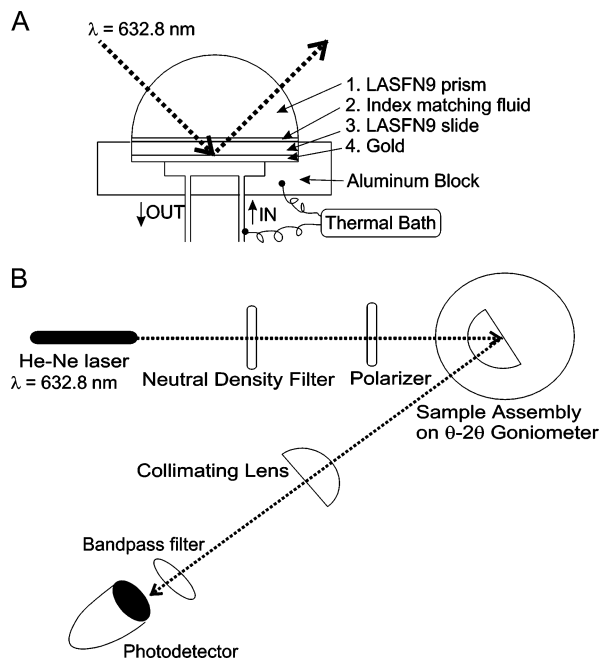 A
λ = 632.8 nm
1. LASFN9 prism
2. Index matching fluid
3. LASFN9 slide
4. Gold
Aluminum Block
OUT
IN
Thermal Bath
B
He-Ne laser
λ = 632.8 nm
Neutral Density Filter
Polarizer
Sample Assembly
on θ-2θ Goniometer
Collimating Lens
Bandpass filter
Photodetector